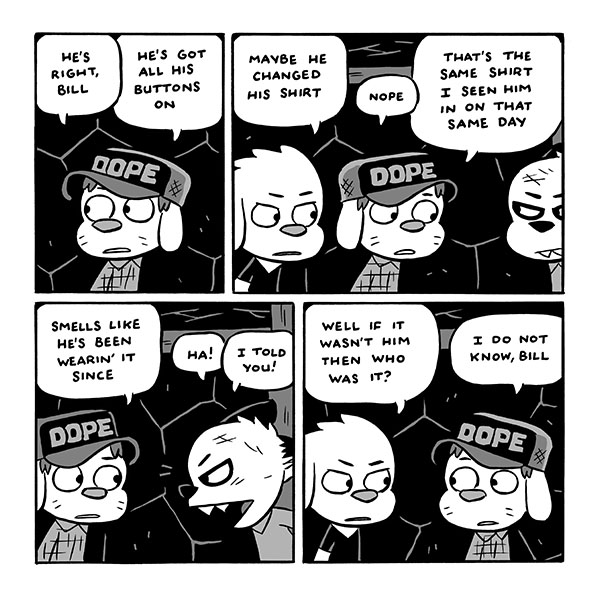 HE'S
RIGHT,
BILL
HE'S GOT
ALL HIS
BUTTONS
ON
DOPE
MAYBE HE
CHANGED
HIS SHIRT
NOPE
THAT'S THE
SAME SHIRT
I SEEN HIM
IN ON THAT
SAME DAY
DOPE
SMELLS LIKE
HE'S BEEN
WEARIN' IT
SINCE
HA!
I TOLD
YOU!
DOPE
WELL IF IT
WASN'T HIM
THEN WHO
WAS IT?
I DO NOT
KNOW, BILL
DOPE